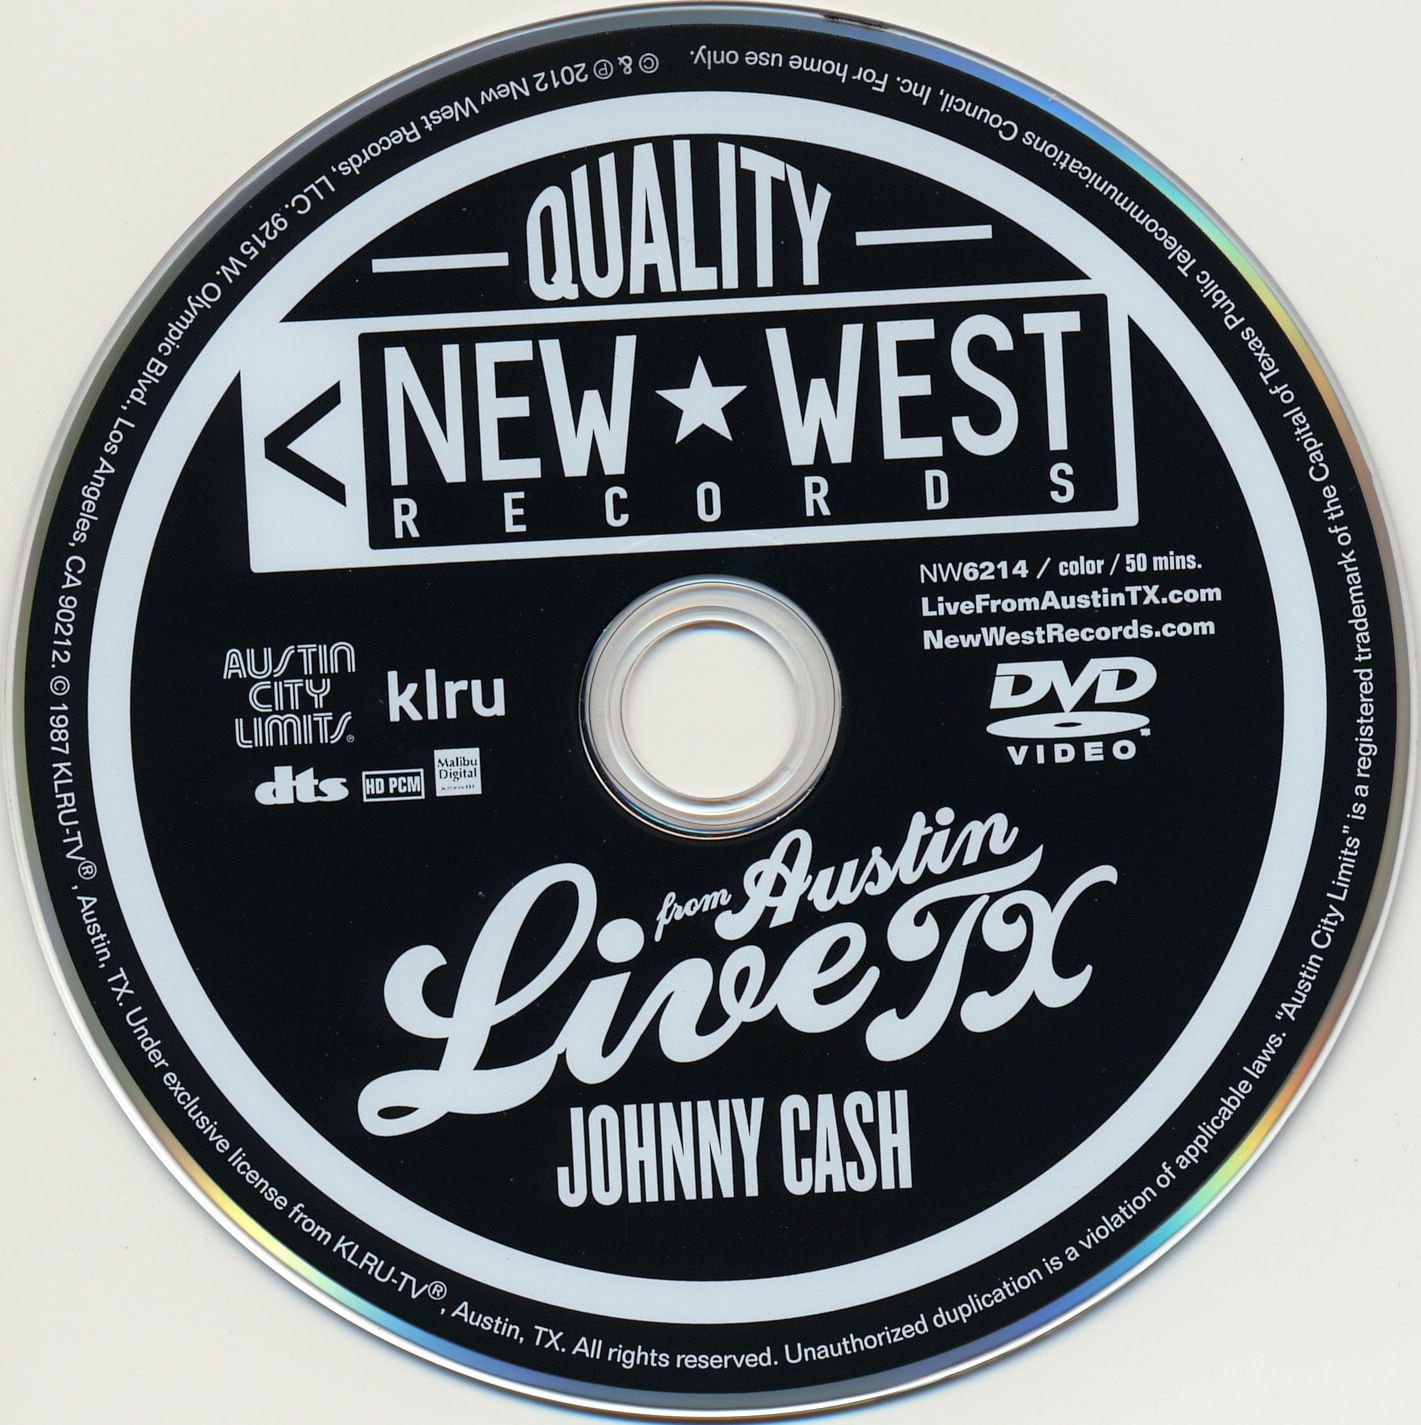 QUALITY
NEW ★ WEST
RECORDS
NW6214 / color / 50 mins.
LiveFromAustinTX.com
NewWestRecords.com
DVD
VIDEO
AUSTIN
CITY
LIMITS®
klru
dts
HD PCM
Malibu
Digital
Live from Austin TX
JOHNNY CASH
© & ℗ 2012 New West Records, LLC. 9215 W. Olympic Blvd., Los Angeles, CA 90212. © 1987 KLRU-TV®, Austin, TX. Under exclusive license from KLRU-TV®, Austin, TX. All rights reserved. Unauthorized duplication is a violation of applicable laws. "Austin City Limits" is a registered trademark of the Capital of Texas Public Telecommunications Council, Inc. For home use only.